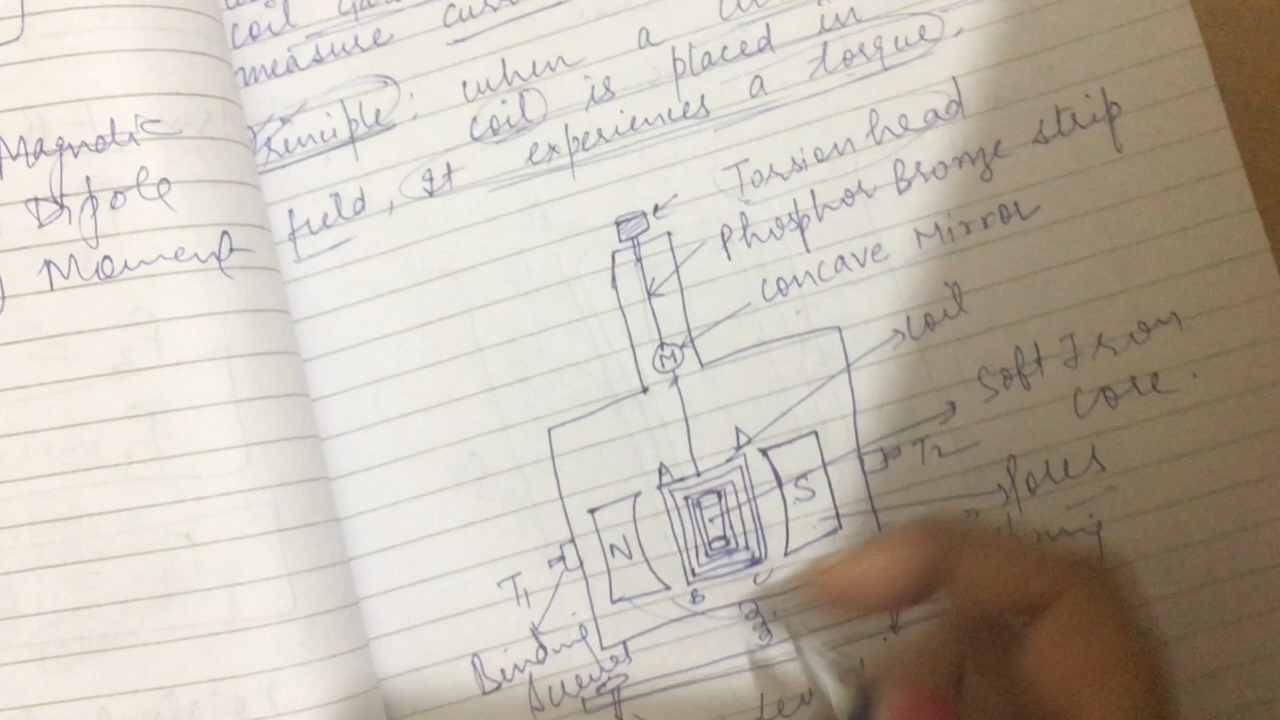 coil
measure
Principle: when a
coil is placed in
field, It experiences a torque.
Magnetic
Dipole
Moment
Torsion head
Phosphor Bronze strip
concave Mirror
M
coil
Soft Iron
core.
A
D
T2
N
S
Poles
T1
B
C
Binding